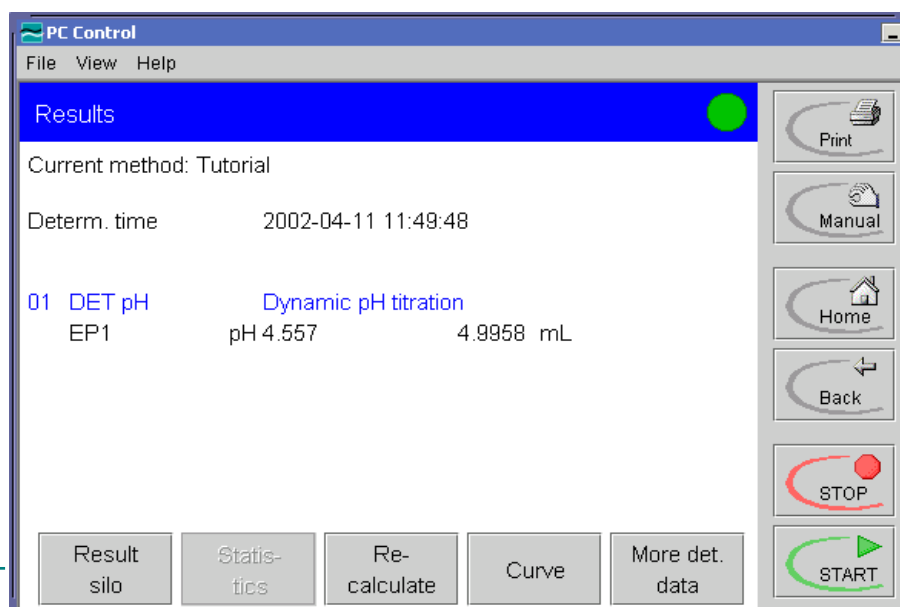 PC Control
File View Help
Results
Current method: Tutorial
Determ. time 2002-04-11 11:49:48
01 DET pH Dynamic pH titration
EP1 pH 4.557 4.9958 mL
Result
silo
Statis-
tics
Re-
calculate
Curve
More det.
data
Print
Manual
Home
Back
STOP
START